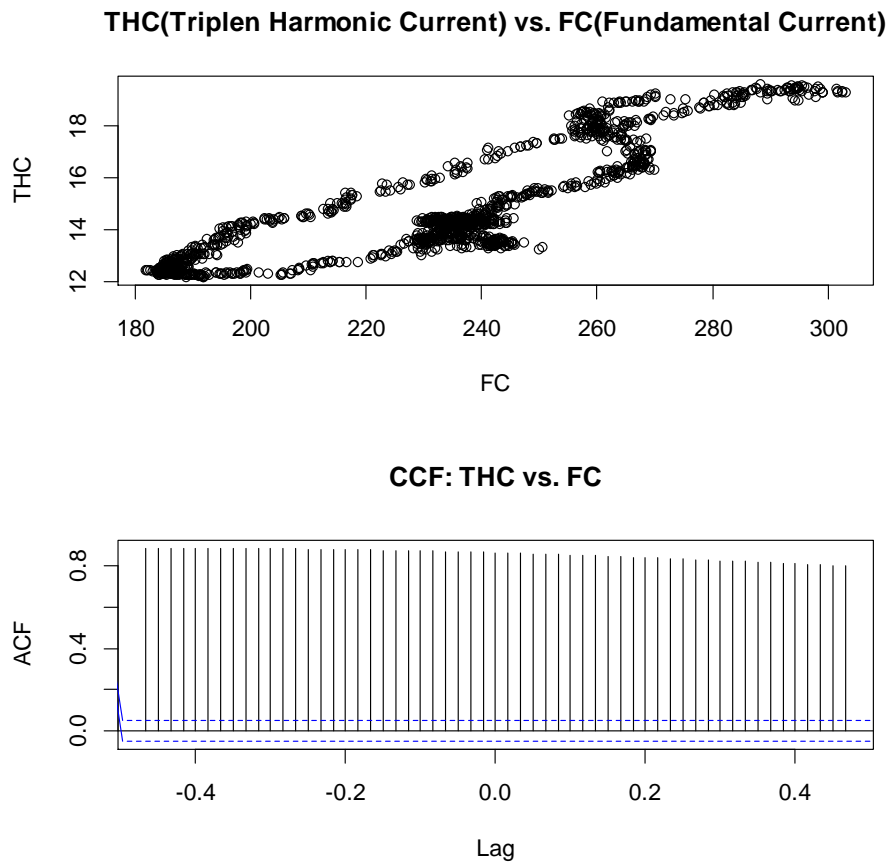 THC(Triplen Harmonic Current) vs. FC(Fundamental Current)
THC
12 14 16 18
180 200 220 240 260 280 300
FC
CCF: THC vs. FC
ACF
0.0 0.4 0.8
-0.4 -0.2 0.0 0.2 0.4
Lag